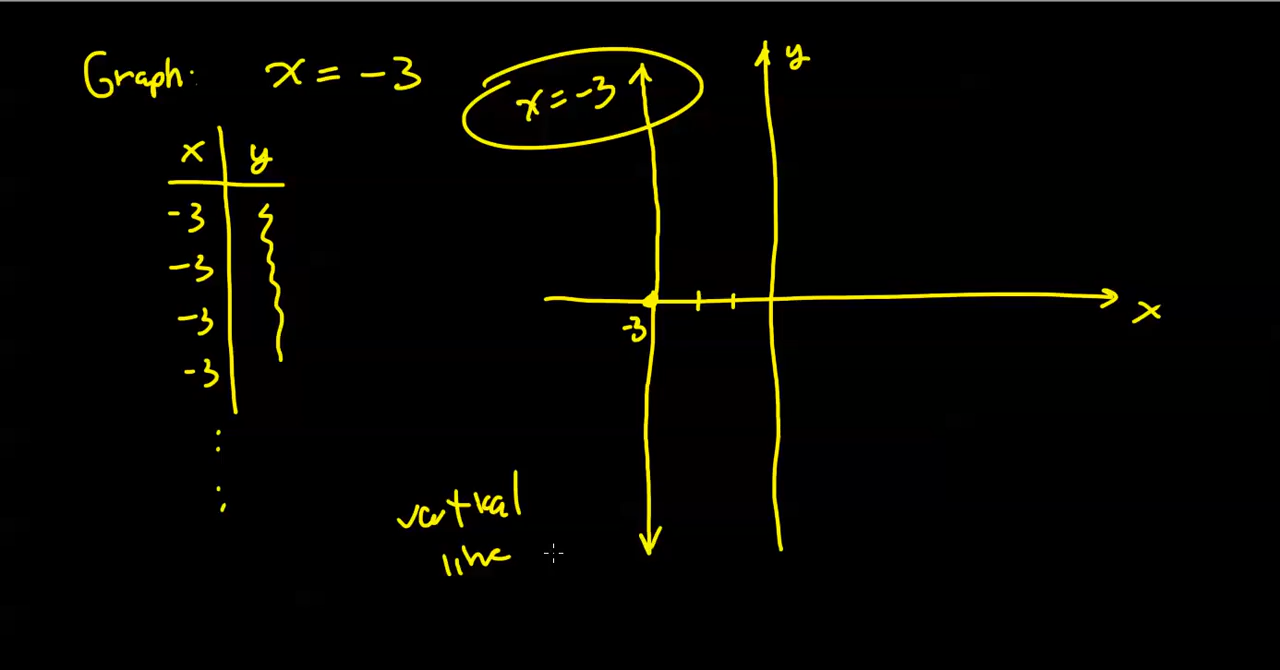 Graph: x = -3
x y
-3
-3
-3
-3
x = -3
y
x
-3
vertical
line